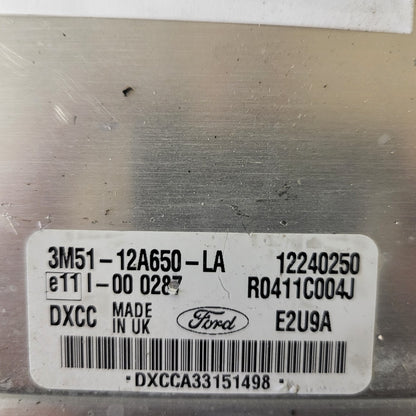 3M51-12A650-LA 12240250
e11 I-00 0287 R0411C004J
DXCC MADE IN UK Ford E2U9A
DXCCA33151498